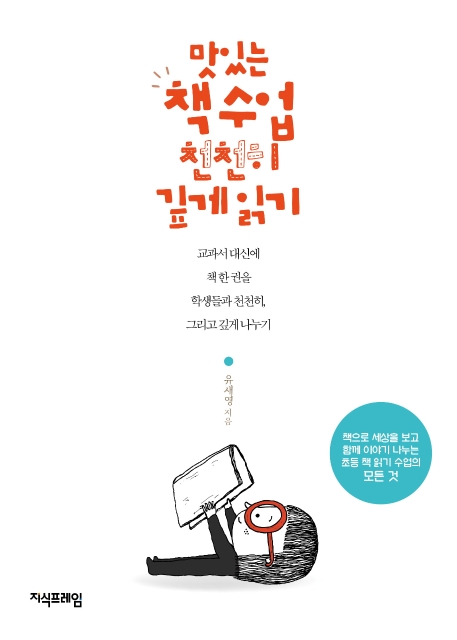 맛있는
책 수업
천천히
깊게 읽기
교과서 대신에
책 한 권을
학생들과 천천히,
그리고 깊게 나누기
유새영 지음
책으로 세상을 보고
함께 이야기 나누는
초등 책 읽기 수업의
모든 것
지식프레임